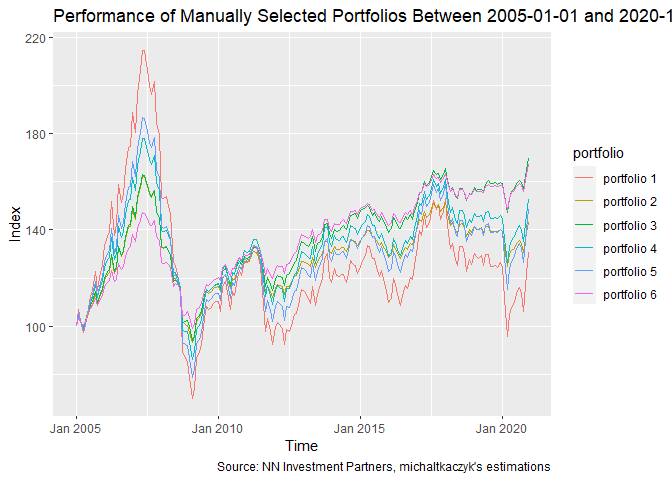 Performance of Manually Selected Portfolios Between 2005-01-01 and 2020-1
220
180
140
100
Index
Jan 2005
Jan 2010
Jan 2015
Jan 2020
Time
portfolio
portfolio 1
portfolio 2
portfolio 3
portfolio 4
portfolio 5
portfolio 6
Source: NN Investment Partners, michaltkaczyk's estimations